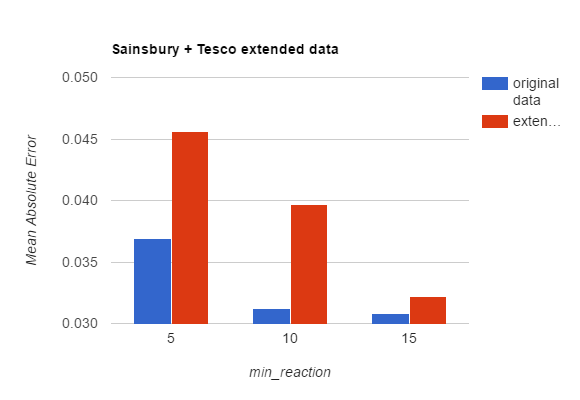 Sainsbury + Tesco extended data
0.050
0.045
0.040
0.035
0.030
Mean Absolute Error
5
10
15
min_reaction
original
data
exten…